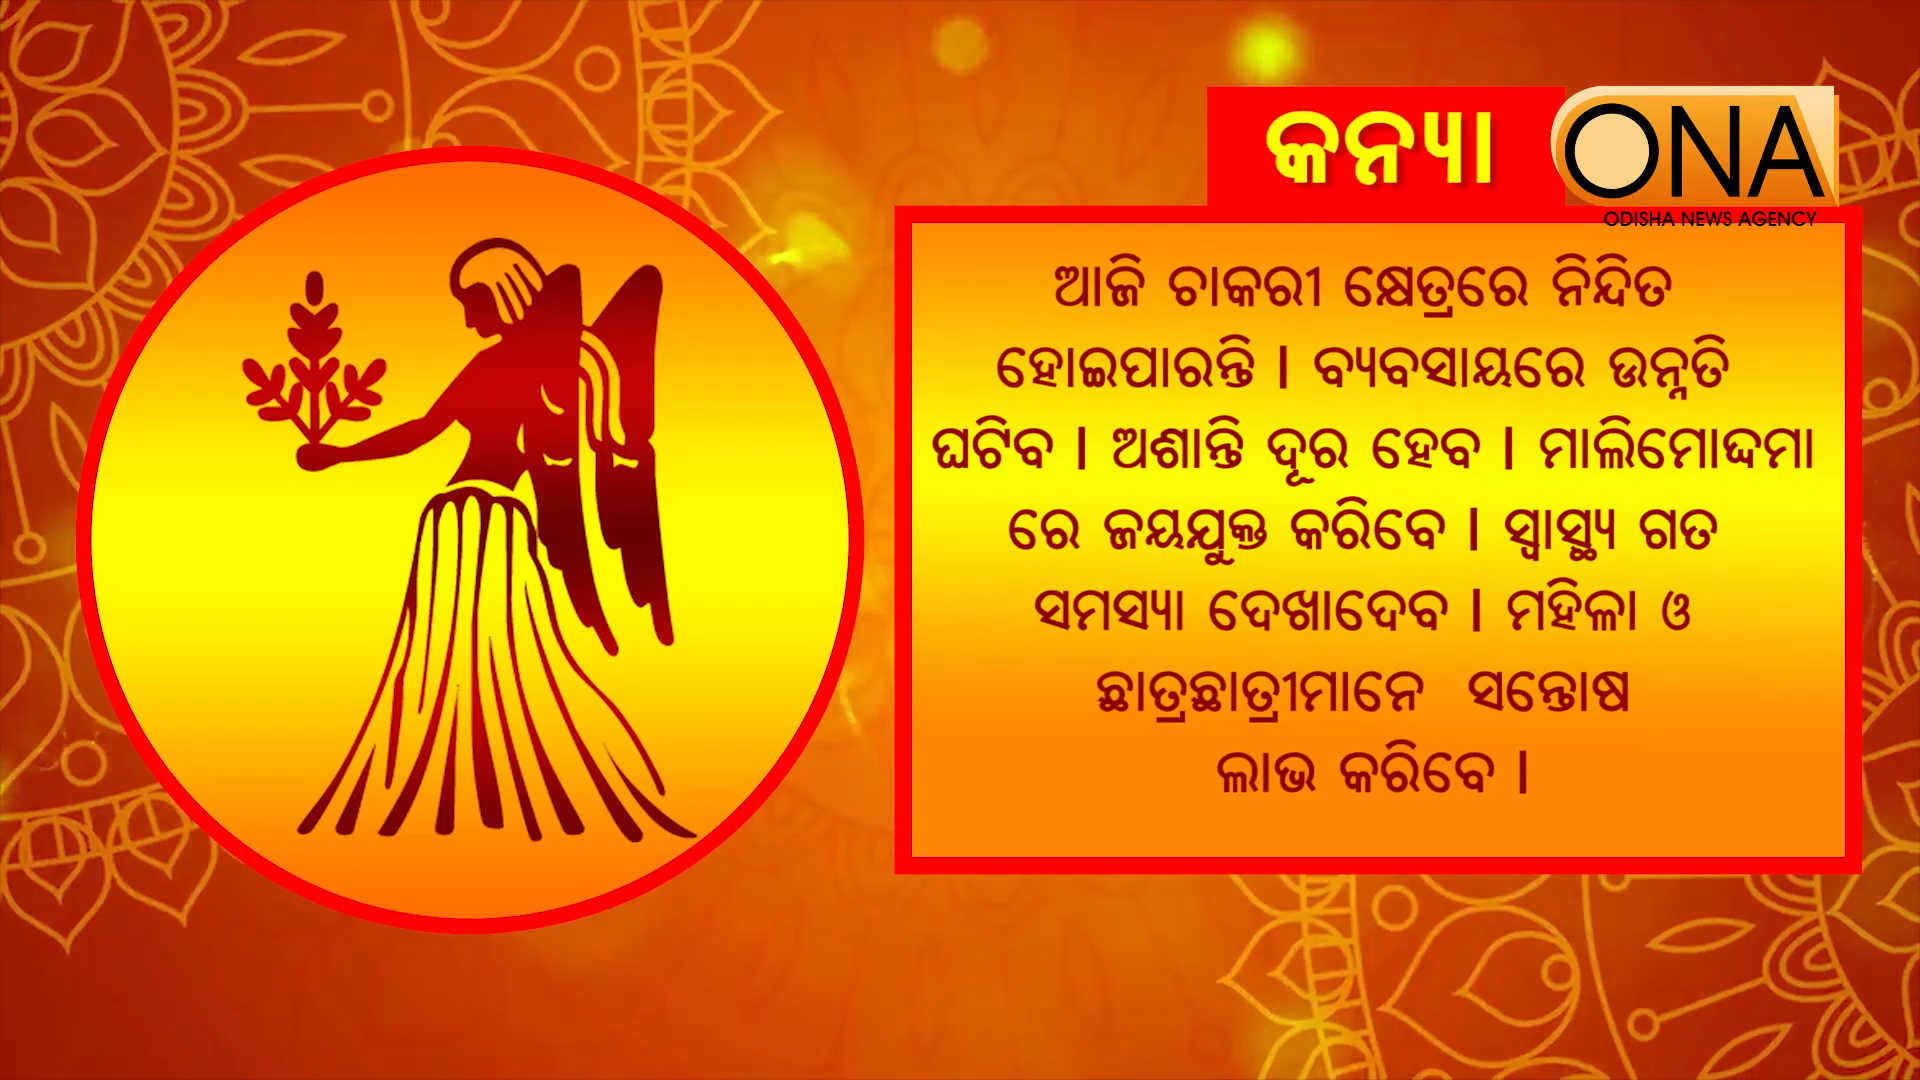 କନ୍ୟା
ONA
ODISHA NEWS AGENCY
ଆଜି ଚାକରୀ କ୍ଷେତ୍ରରେ ନିନ୍ଦିତ
ହୋଇପାରନ୍ତି । ବ୍ୟବସାୟରେ ଉନ୍ନତି
ଘଟିବ । ଅଶାନ୍ତି ଦୂର ହେବ । ମାଲିମୋଦ୍ଦମା
ରେ ଜୟଯୁକ୍ତ କରିବେ । ସ୍ୱାସ୍ଥ୍ୟ ଗତ
ସମସ୍ୟା ଦେଖାଦେବ । ମହିଳା ଓ
ଛାତ୍ରଛାତ୍ରୀମାନେ ସନ୍ତୋଷ
ଲାଭ କରିବେ ।